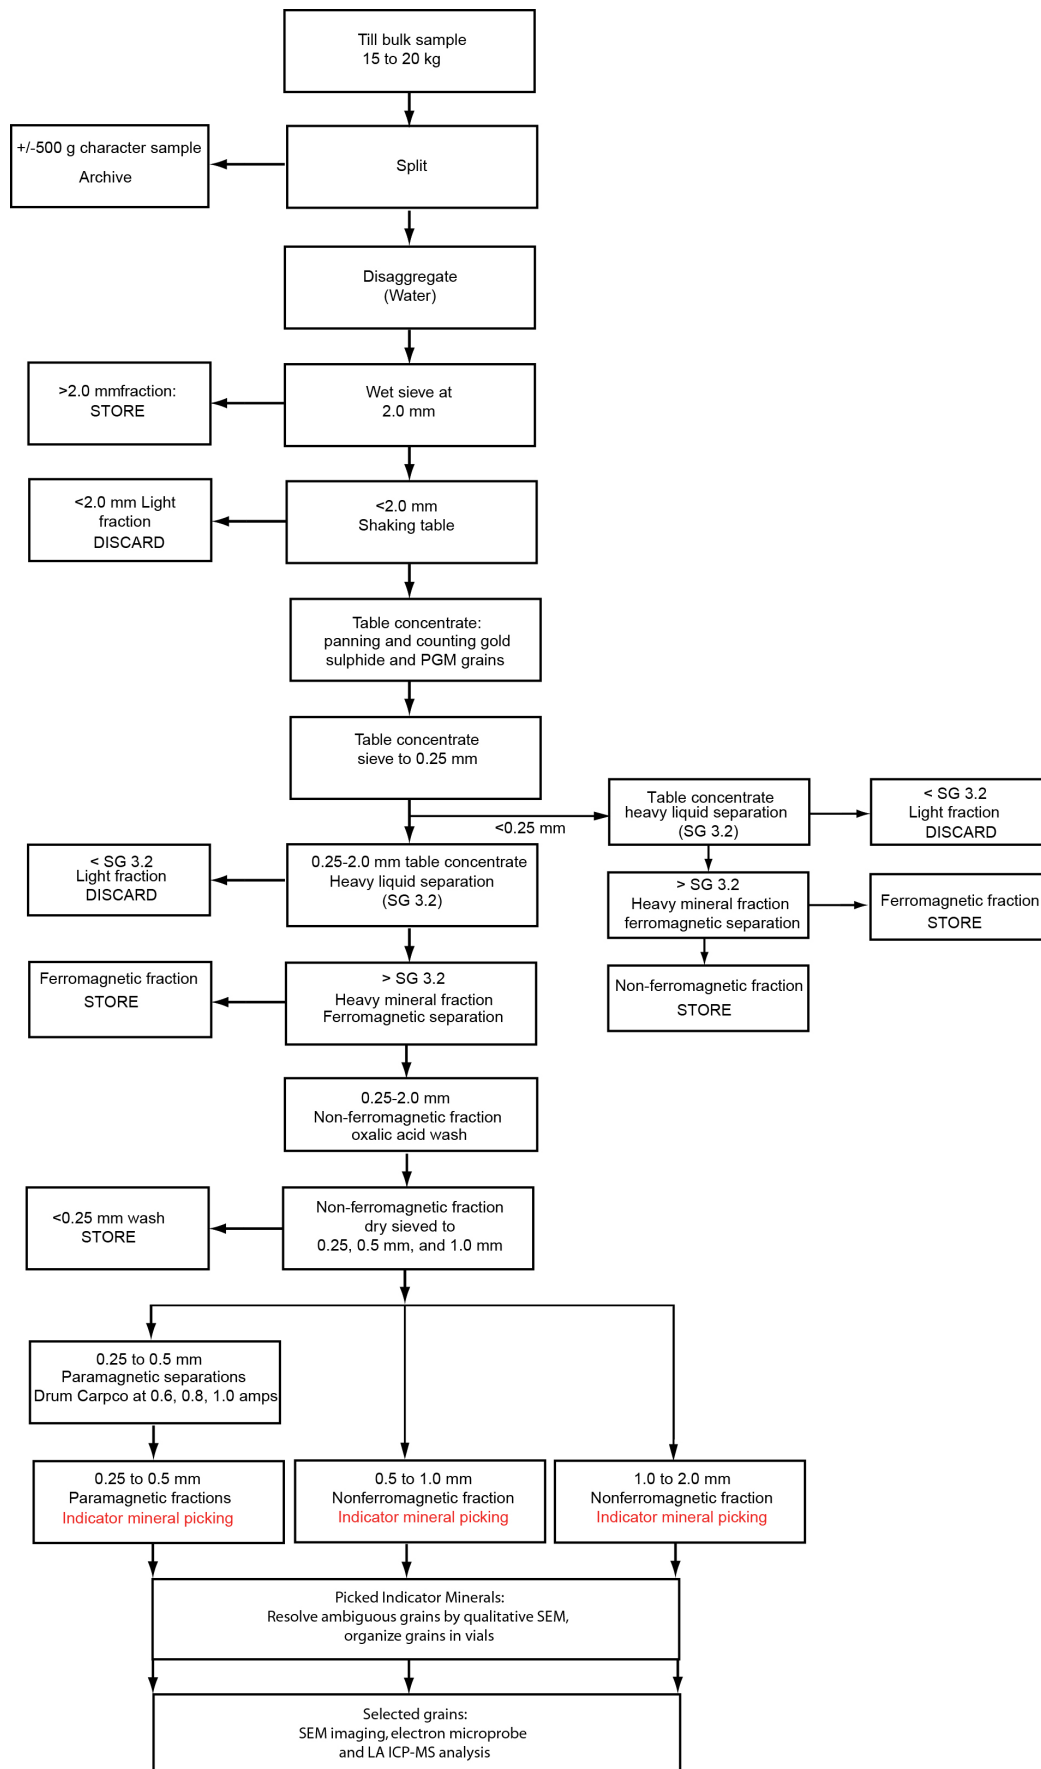 Till bulk sample
15 to 20 kg
+/-500 g character sample
Archive
Split
Disaggregate
(Water)
>2.0 mmfraction:
STORE
Wet sieve at
2.0 mm
<2.0 mm Light
fraction
DISCARD
<2.0 mm
Shaking table
Table concentrate:
panning and counting gold
sulphide and PGM grains
Table concentrate
sieve to 0.25 mm
<0.25 mm
Table concentrate
heavy liquid separation
(SG 3.2)
< SG 3.2
Light fraction
DISCARD
< SG 3.2
Light fraction
DISCARD
0.25-2.0 mm table concentrate
Heavy liquid separation
(SG 3.2)
> SG 3.2
Heavy mineral fraction
ferromagnetic separation
Ferromagnetic fraction
STORE
Ferromagnetic fraction
STORE
> SG 3.2
Heavy mineral fraction
Ferromagnetic separation
Non-ferromagnetic fraction
STORE
0.25-2.0 mm
Non-ferromagnetic fraction
oxalic acid wash
<0.25 mm wash
STORE
Non-ferromagnetic fraction
dry sieved to
0.25, 0.5 mm, and 1.0 mm
0.25 to 0.5 mm
Paramagnetic separations
Drum Carpco at 0.6, 0.8, 1.0 amps
0.25 to 0.5 mm
Paramagnetic fractions
Indicator mineral picking
0.5 to 1.0 mm
Nonferromagnetic fraction
Indicator mineral picking
1.0 to 2.0 mm
Nonferromagnetic fraction
Indicator mineral picking
Picked Indicator Minerals:
Resolve ambiguous grains by qualitative SEM,
organize grains in vials
Selected grains:
SEM imaging, electron microprobe
and LA ICP-MS analysis